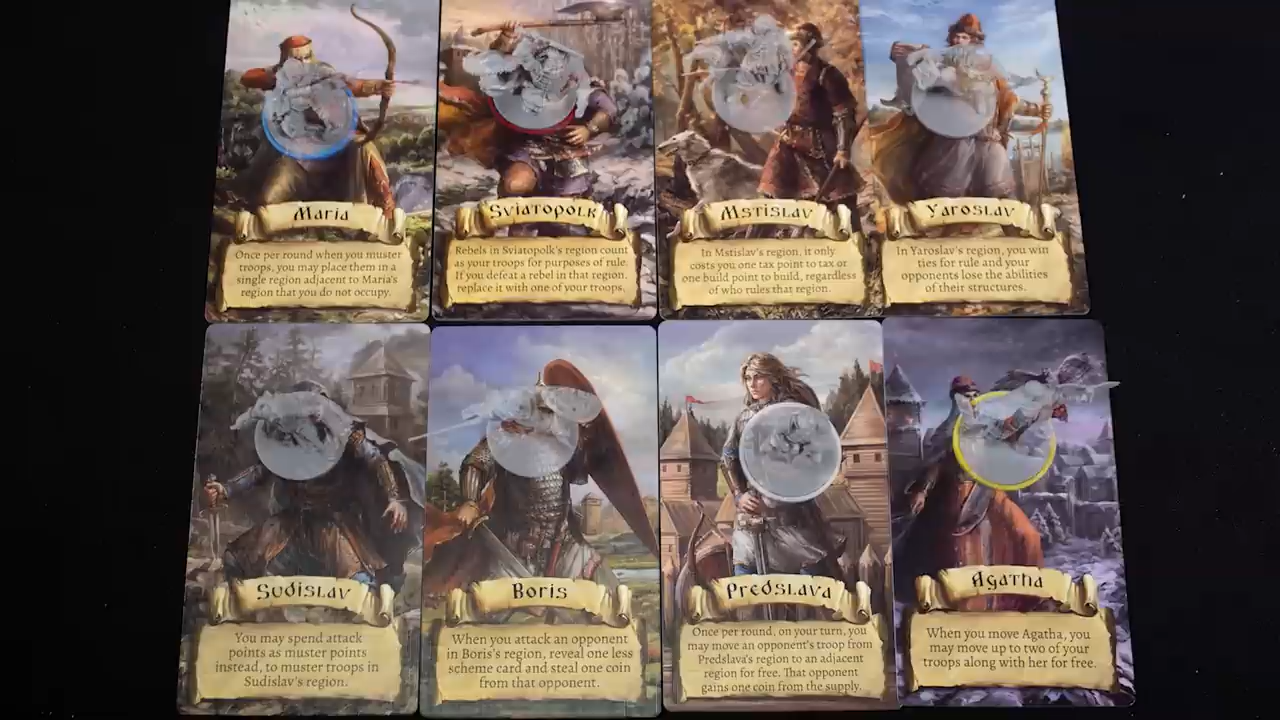 Maria
Once per round when you muster
troops, you may place them in a
single region adjacent to Maria's
region that you do not occupy.
Sviatopolk
Rebels in Sviatopolk's region count
as your troops for purposes of rule.
If you defeat a rebel in that region,
replace it with one of your troops.
Mstislav
In Mstislav's region, it only
costs you one tax point to tax or
one build point to build, regardless
of who rules that region.
Yaroslav
In Yaroslav's region, you win
ties for rule and your
opponents lose the abilities
of their structures.
Sudislav
You may spend attack
points as muster points
instead, to muster troops in
Sudislav's region.
Boris
When you attack an opponent
in Boris's region, reveal one less
scheme card and steal one coin
from that opponent.
Predslava
Once per round, on your turn, you
may move an opponent's troop from
Predslava's region to an adjacent
region for free. That opponent
gains one coin from the supply.
Agatha
When you move Agatha, you
may move up to two of your
troops along with her for free.